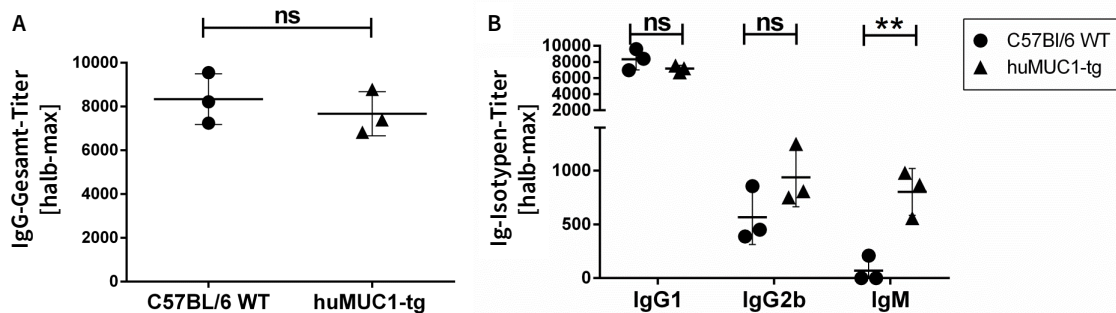 A
ns
IgG-Gesamt-Titer
[halb-max]
10000
8000
6000
4000
2000
0
C57BL/6 WT
huMUC1-tg
B
ns
ns
**
C57Bl/6 WT
huMUC1-tg
Ig-Isotypen-Titer
[halb-max]
10000
8000
6000
4000
2000
1000
500
0
IgG1
IgG2b
IgM